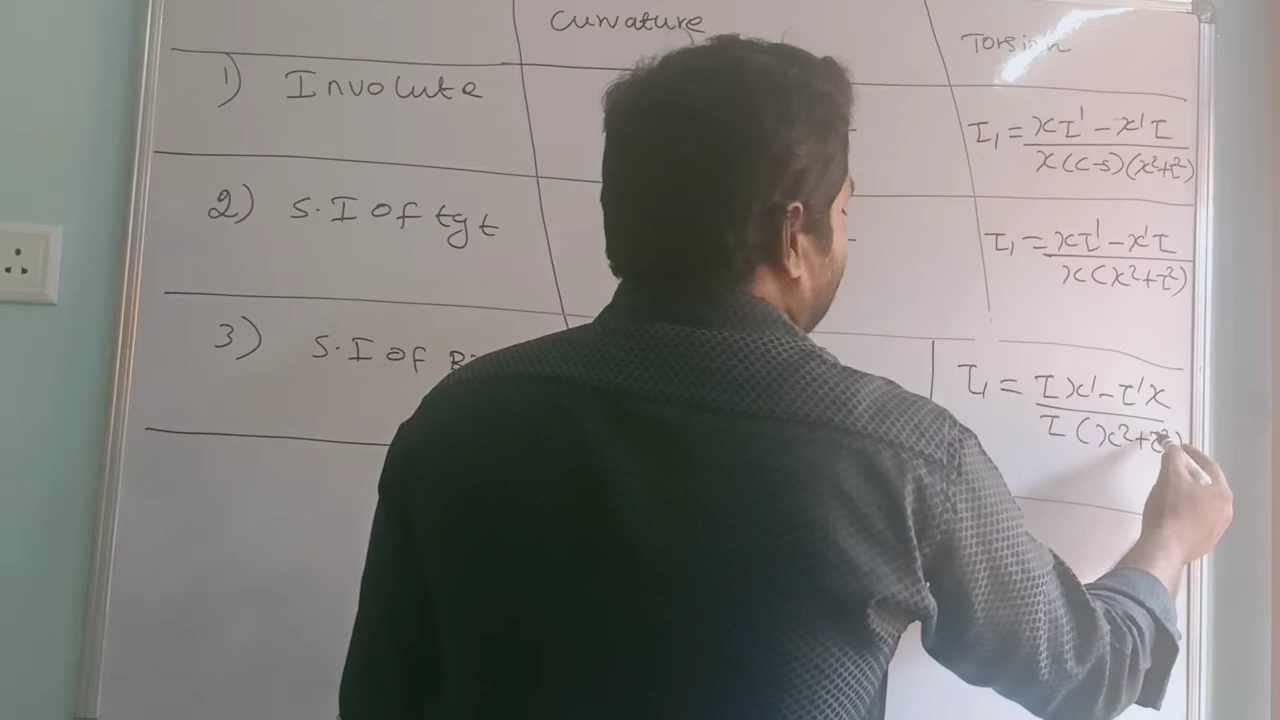 Curvature Torsion
1) Involute τ₁ = (ϰτ' - ϰ'τ) / (ϰ(c-s)(ϰ²+τ²))
2) S.I of tgt τ₁ = (ϰτ' - ϰ'τ) / (ϰ(ϰ²+τ²))
3) S.I of τ₁ = (τϰ' - τ'ϰ) / (τ(ϰ²+τ²))